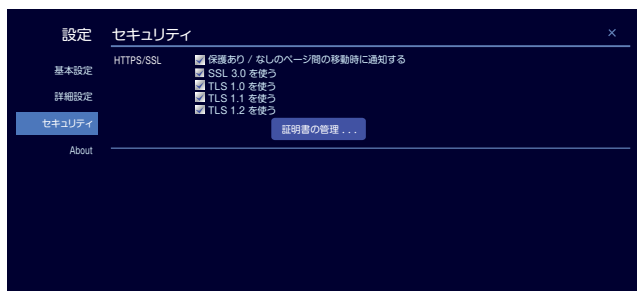 設定
セキュリティ
×
基本設定
詳細設定
セキュリティ
About
HTTPS/SSL
保護あり / なしのページ間の移動時に通知する
SSL 3.0 を使う
TLS 1.0 を使う
TLS 1.1 を使う
TLS 1.2 を使う
証明書の管理 . . .